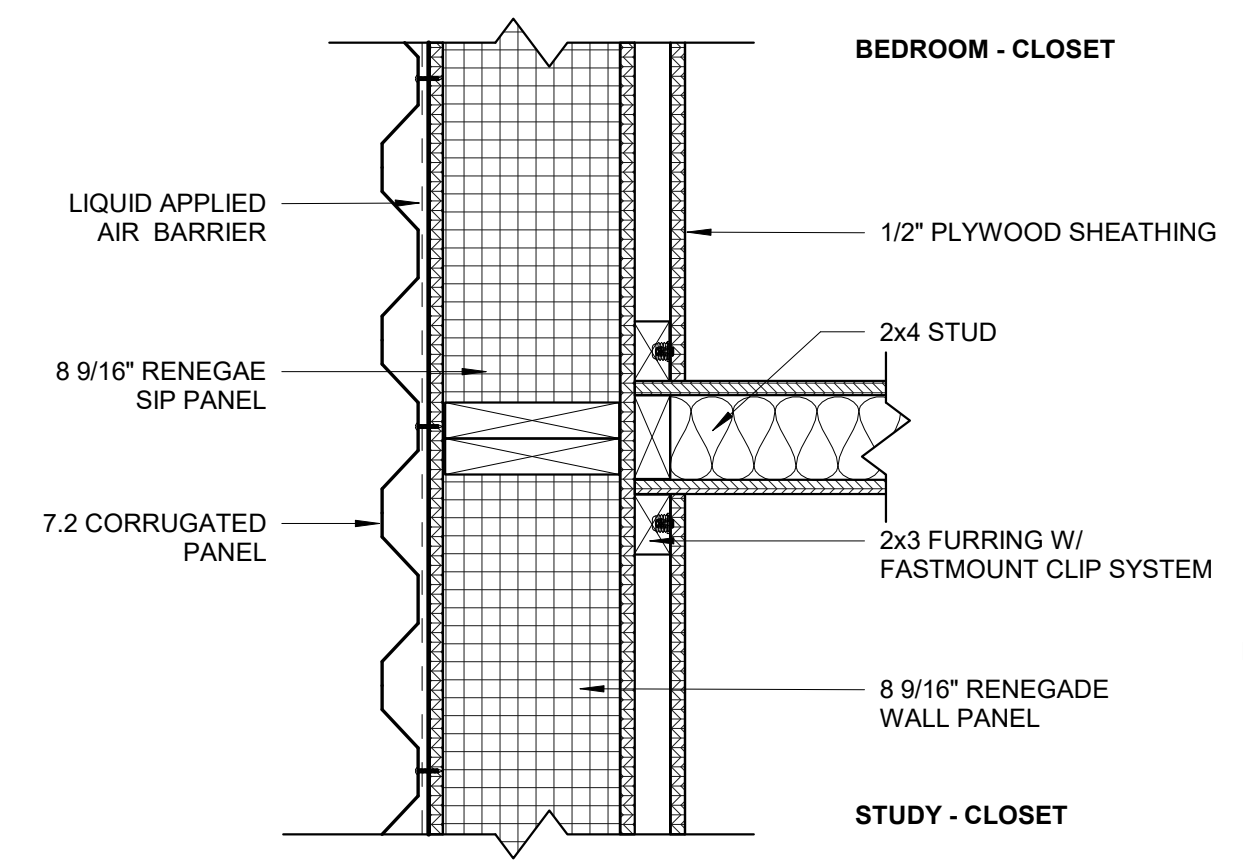 BEDROOM - CLOSET
LIQUID APPLIED
AIR BARRIER
1/2" PLYWOOD SHEATHING
2x4 STUD
8 9/16" RENEGAE
SIP PANEL
7.2 CORRUGATED
PANEL
2x3 FURRING W/
FASTMOUNT CLIP SYSTEM
8 9/16" RENEGADE
WALL PANEL
STUDY - CLOSET